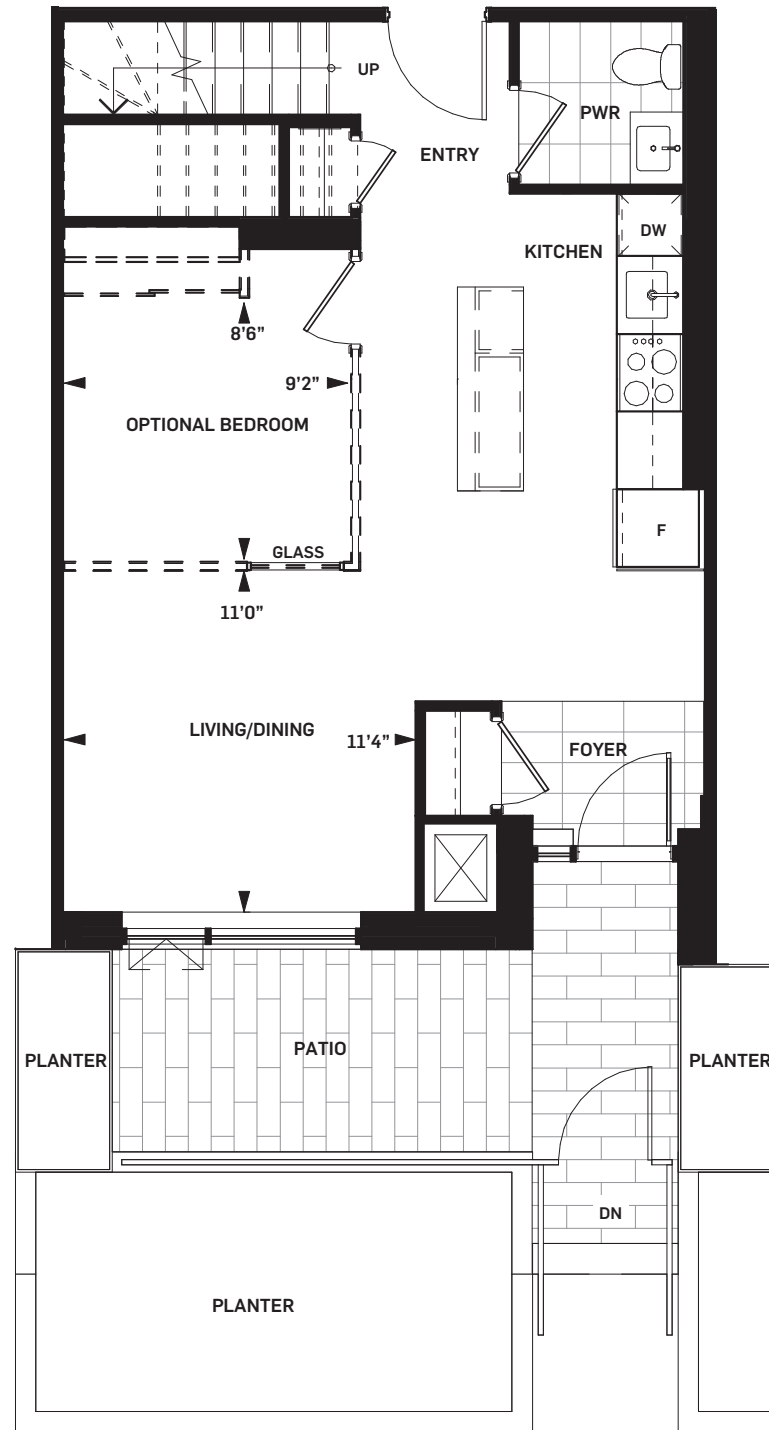 UP
PWR
ENTRY
DW
KITCHEN
8'6"
9'2"
OPTIONAL BEDROOM
F
GLASS
11'0"
LIVING/DINING
11'4"
FOYER
PATIO
PLANTER
PLANTER
DN
PLANTER